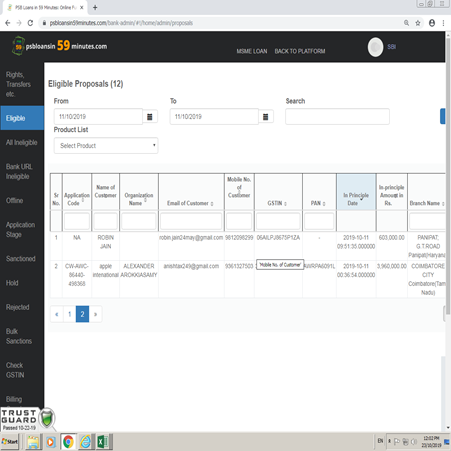 PSB Loans in 59 Minutes: Online P
psbloansin59minutes.com/bank-admin/#/home/admin/proposals
psbloansin 59 minutes.com
MSME LOAN BACK TO PLATFORM SBI
Rights,
Transfers
etc.
Eligible
All Ineligible
Bank URL
Ineligible
Offline
Application
Stage
Sanctioned
Hold
Rejected
Bulk
Sanctions
Check
GSTIN
Billing
Eligible Proposals (12)
From To Search
11/10/2019 11/10/2019
Product List
Select Product
Sr No. Application Code Name of Customer Organization Name Email of Customer Mobile No. of Customer GSTIN PAN In Principle Date In-principle Amount in Rs. Branch Name
1 NA ROBIN JAIN robin.jain24may@gmail.com 9812098299 06AILPJ8675P1ZA - 2019-10-11 09:51:35.000000 603,000.00 PANIPAT, G.T.ROAD Panipat(Haryana
2 CW-AWC-86440-498368 apple international ALEXANDER AROKKIASAMY 9361327503 2019-10-11 00:36:54.000000 3,960,000.00 COIMBATORE CITY Coimbatore(Tam Nadu)
Mobile No. of Customer
« 1 2 »
TRUST
GUARD
Passed 10-22-19
Start
EN
12:02 PM
23/10/2019